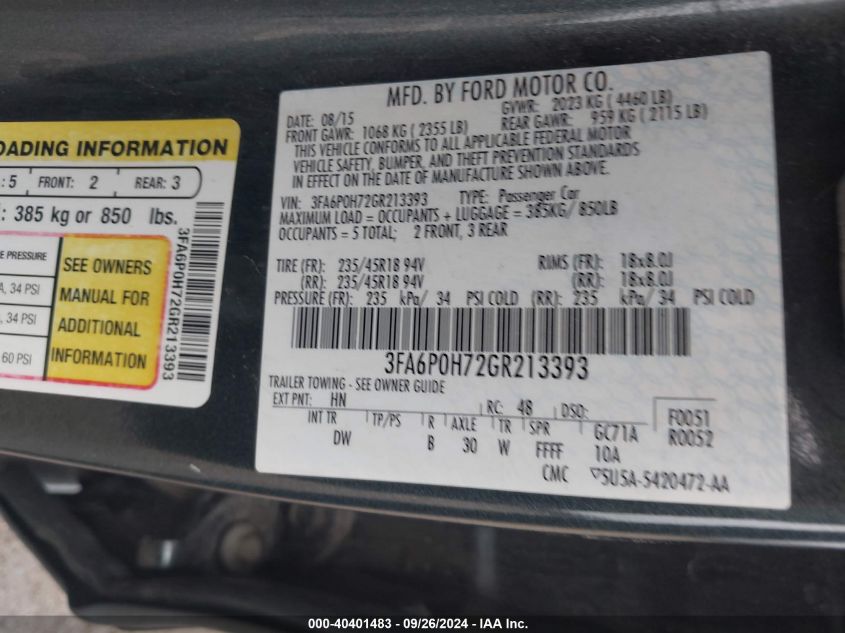 OADING INFORMATION
: 5 FRONT: 2 REAR: 3
: 385 kg or 850 lbs.
E PRESSURE
A, 34 PSI
, 34 PSI
60 PSI
SEE OWNERS
MANUAL FOR
ADDITIONAL
INFORMATION
3FA6P0H72GR213393
MFD. BY FORD MOTOR CO.
DATE: 08/15 GVWR: 2023 KG ( 4460 LB)
FRONT GAWR: 1068 KG ( 2355 LB) REAR GAWR: 959 KG ( 2115 LB)
THIS VEHICLE CONFORMS TO ALL APPLICABLE FEDERAL MOTOR
VEHICLE SAFETY, BUMPER, AND THEFT PREVENTION STANDARDS
IN EFFECT ON THE DATE OF MANUFACTURE SHOWN ABOVE.
VIN: 3FA6P0H72GR213393 TYPE: Passenger Car
MAXIMUM LOAD = OCCUPANTS + LUGGAGE = 385KG/ 850LB
OCCUPANTS = 5 TOTAL; 2 FRONT, 3 REAR
TIRE (FR): 235/45R18 94V RIMS (FR): 18x8.0J
(RR): 235/45R18 94V (RR): 18x8.0J
PRESSURE (FR): 235 kPa/ 34 PSI COLD (RR): 235 kPa/ 34 PSI COLD
3FA6P0H72GR213393
TRAILER TOWING - SEE OWNER GUIDE
EXT PNT: HN RC: 48 DSO: F0051
INT TR TP/PS R AXLE TR SPR GC71A R0052
DW B 30 W FFFF 10A
CMC 5U5A-5420472-AA
000-40401483 - 09/26/2024 - IAA Inc.